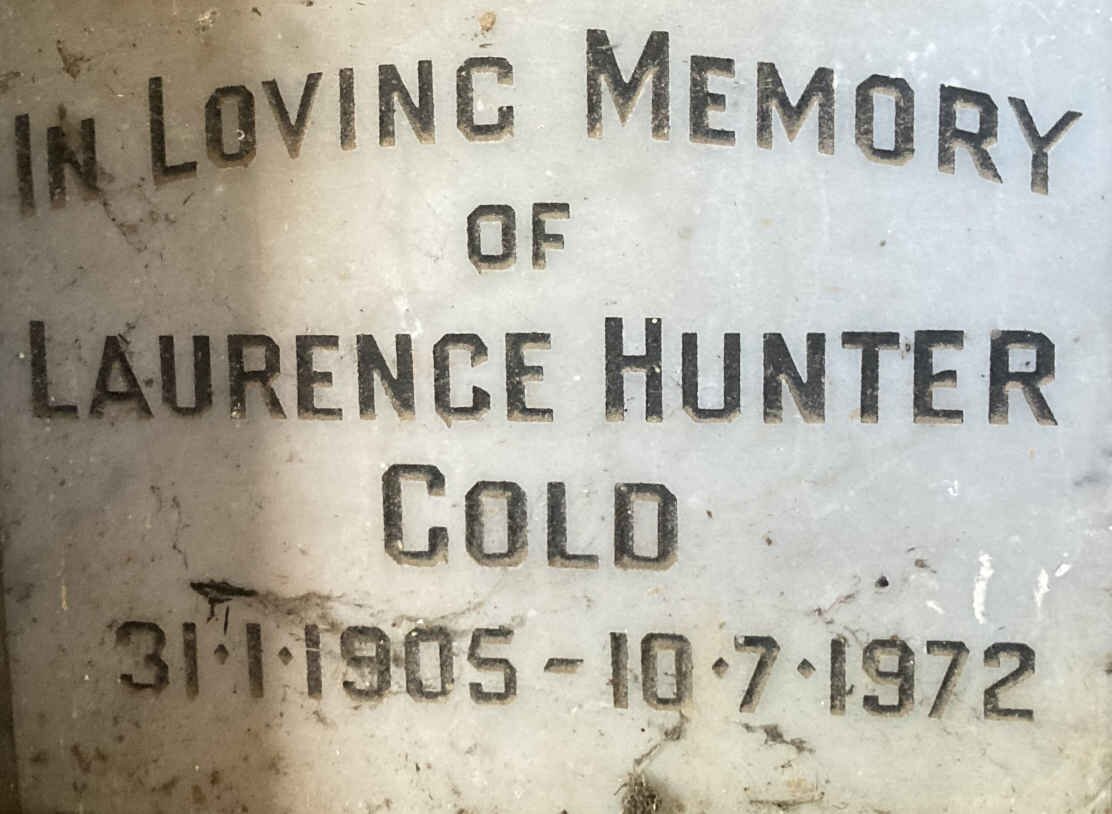 IN LOVING MEMORY
OF
LAURENCE HUNTER
COLD
31·1·1905 - 10·7·1972